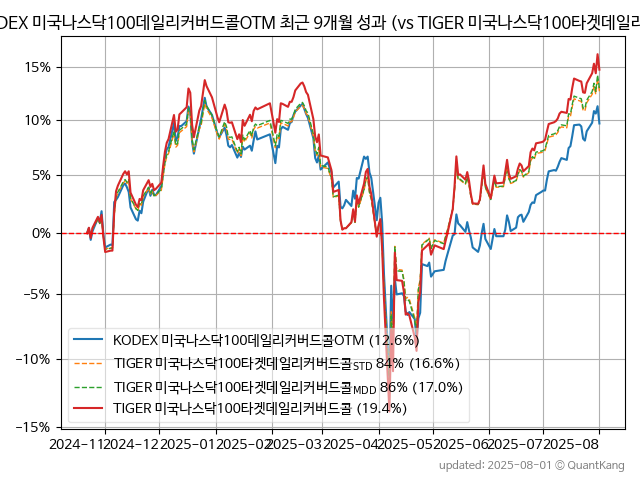 ODEX 미국나스닥100데일리커버드콜OTM 최근 9개월 성과 (vs TIGER 미국나스닥100타겟데일리
15%
10%
5%
0%
−5%
−10%
−15%
KODEX 미국나스닥100데일리커버드콜OTM (12.6%)
TIGER 미국나스닥100타겟데일리커버드콜STD 84% (16.6%)
TIGER 미국나스닥100타겟데일리커버드콜MDD 86% (17.0%)
TIGER 미국나스닥100타겟데일리커버드콜 (19.4%)
2024-11 2024-12 2025-01 2025-02 2025-03 2025-04 2025-05 2025-06 2025-07 2025-08
updated: 2025-08-01 © QuantKang